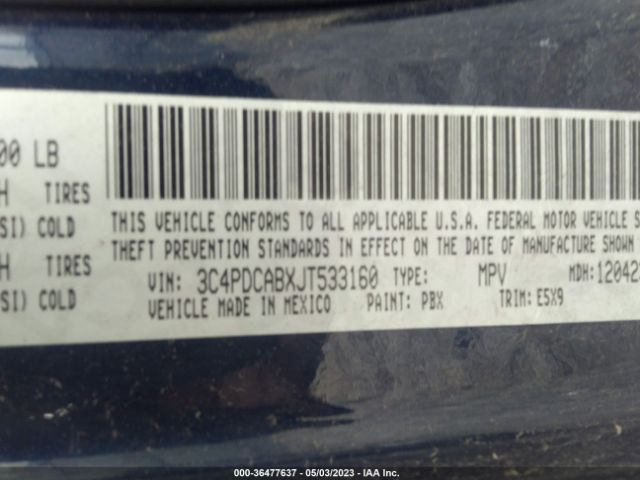 00 LB
H TIRES
SI) COLD
H TIRES
SI) COLD
THIS VEHICLE CONFORMS TO ALL APPLICABLE U.S.A. FEDERAL MOTOR VEHICLE S
THEFT PREVENTION STANDARDS IN EFFECT ON THE DATE OF MANUFACTURE SHOWN
VIN: 3C4PDCABXJT533160 TYPE: MPV MDH: 12042
VEHICLE MADE IN MEXICO PAINT: PBX TRIM: E5X9
000-36477637 - 05/03/2023 - IAA Inc.